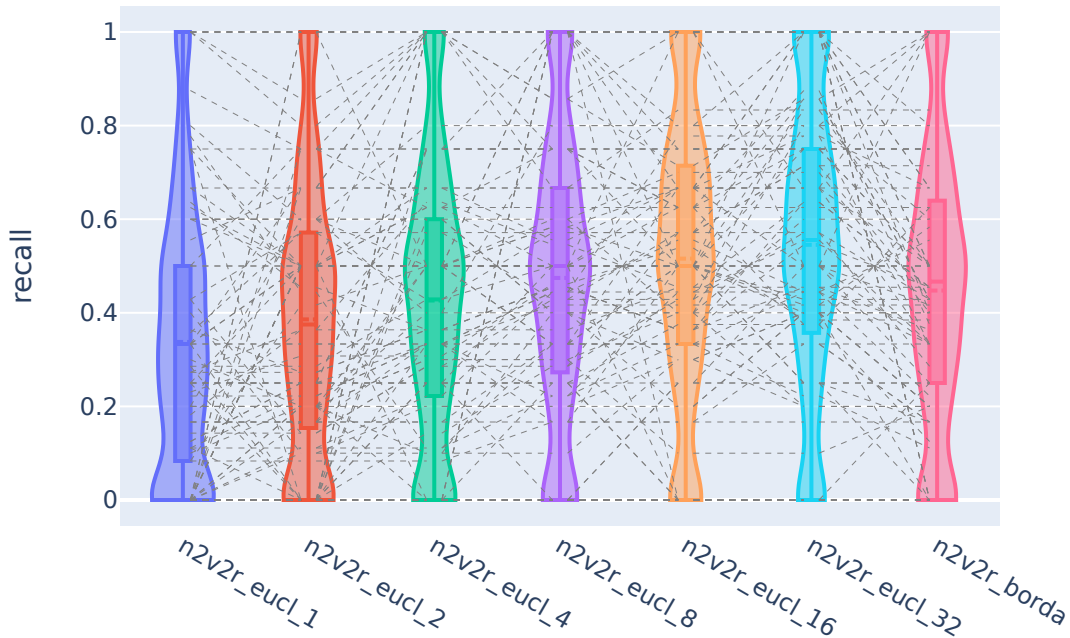 1
0.8
0.6
0.4
0.2
0
recall
n2v2r_eucl_1
n2v2r_eucl_2
n2v2r_eucl_4
n2v2r_eucl_8
n2v2r_eucl_16
n2v2r_eucl_32
n2v2r_borda